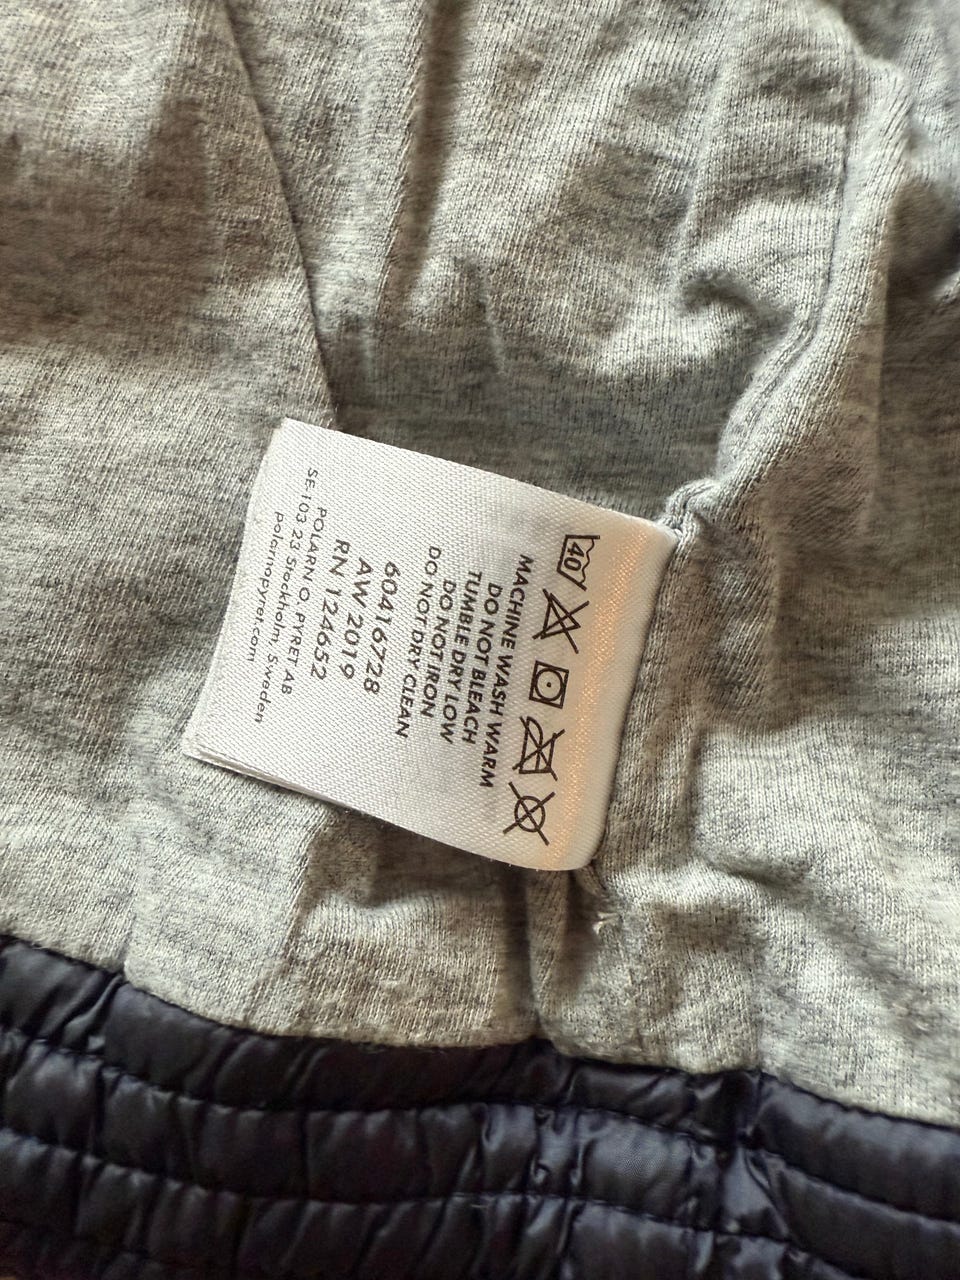 40
MACHINE WASH WARM
DO NOT BLEACH
TUMBLE DRY LOW
DO NOT IRON
DO NOT DRY CLEAN
60416728
AW 2019
RN 124652
POLARN O. PYRET AB
SE-103 23 Stockholm, Sweden
polarnopyret.com